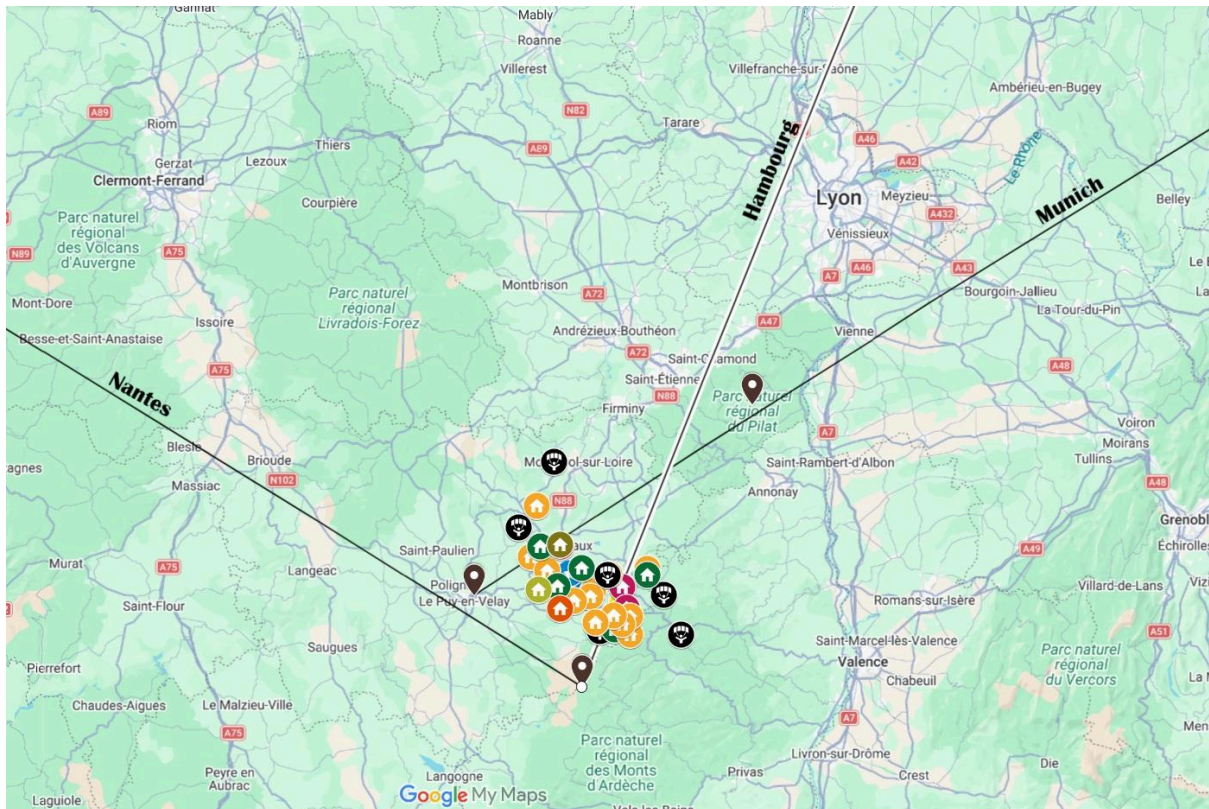 Gannat
Mably
Roanne
Villerest
Villefranche-sur-Saône
Ambérieu-en-Bugey
A89
N82
Riom
Tarare
A46
Thiers
A89
A42
Gerzat
Lezoux
Clermont-Ferrand
Hambourg
Le Rhône
Lyon
Meyzieu
Munich
Courpière
Belley
A432
Parc naturel
régional
des Volcans
d'Auvergne
Vénissieux
N89
A75
A7
A46
A43
Montbrison
Bourgoin-Jallieu
Mont-Dore
Parc naturel
régional
Livradois-Forez
A72
La Tour-du-Pin
Issoire
A47
Andrézieux-Bouthéon
Vienne
Besse-et-Saint-Anastaise
A72
Saint-Chamond
A75
Saint-Étienne
A48
Nantes
N88
Parc naturel
régional
du Pilat
Firminy
A7
Voiron
Blesle
Brioude
Moirans
Saint-Rambert-d'Albon
Tullins
Massiac
N102
Annonay
A48
N88
Grenoble
Échirolles
Saint-Paulien
A49
Murat
A75
Langeac
Le Puy-en-Velay
Villard-de-Lans
Saint-Flour
Romans-sur-Isère
A51
Saugues
Saint-Marcel-lès-Valence
Pierrefort
Valence
Parc naturel
régional
du Vercors
Chabeuil
Chaudes-Aigues
Le Malzieu-Ville
A75
A7
Parc naturel
régional
des Monts
d'Ardèche
Livron-sur-Drôme
Die
Peyre en
Aubrac
Langogne
Privas
Crest
Laguiole
Google My Maps